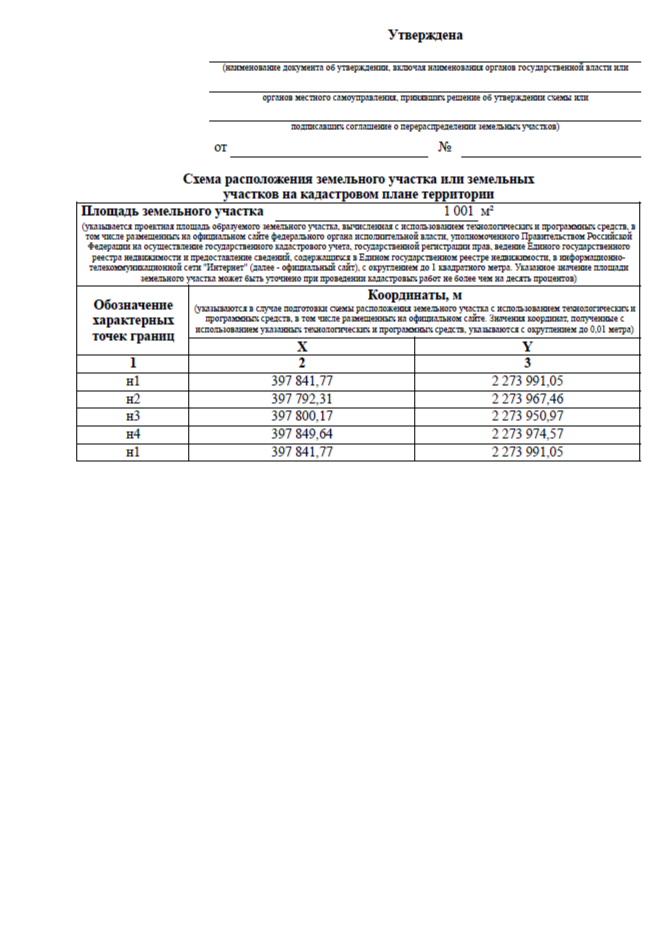 Утверждена
(наименование документа об утверждении, включая наименования органов государственной власти или
органов местного самоуправления, принявших решение об утверждении схемы или
подписавших соглашение о перераспределении земельных участков)
от №
Схема расположения земельного участка или земельных
участков на кадастровом плане территории
Площадь земельного участка 1 001 м²
(указывается проектная площадь образуемого земельного участка, вычисленная с использованием технологических и программных средств, в
том числе размещенных на официальном сайте федерального органа исполнительной власти, уполномоченного Правительством Российской
Федерации на осуществление государственного кадастрового учета, государственной регистрации прав, ведение Единого государственного
реестра недвижимости и предоставление сведений, содержащихся в Едином государственном реестре недвижимости, в информационно-
телекоммуникационной сети "Интернет" (далее - официальный сайт), с округлением до 1 квадратного метра. Указанное значение площади
земельного участка может быть уточнено при проведении кадастровых работ не более чем на десять процентов)
Обозначение
характерных
точек границ
Координаты, м
(указываются в случае подготовки схемы расположения земельного участка с использованием технологических и
программных средств, в том числе размещенных на официальном сайте. Значения координат, полученные с
использованием указанных технологических и программных средств, указываются с округлением до 0,01 метра)
X Y
1 2 3
н1 397 841,77 2 273 991,05
н2 397 792,31 2 273 967,46
н3 397 800,17 2 273 950,97
н4 397 849,64 2 273 974,57
н1 397 841,77 2 273 991,05